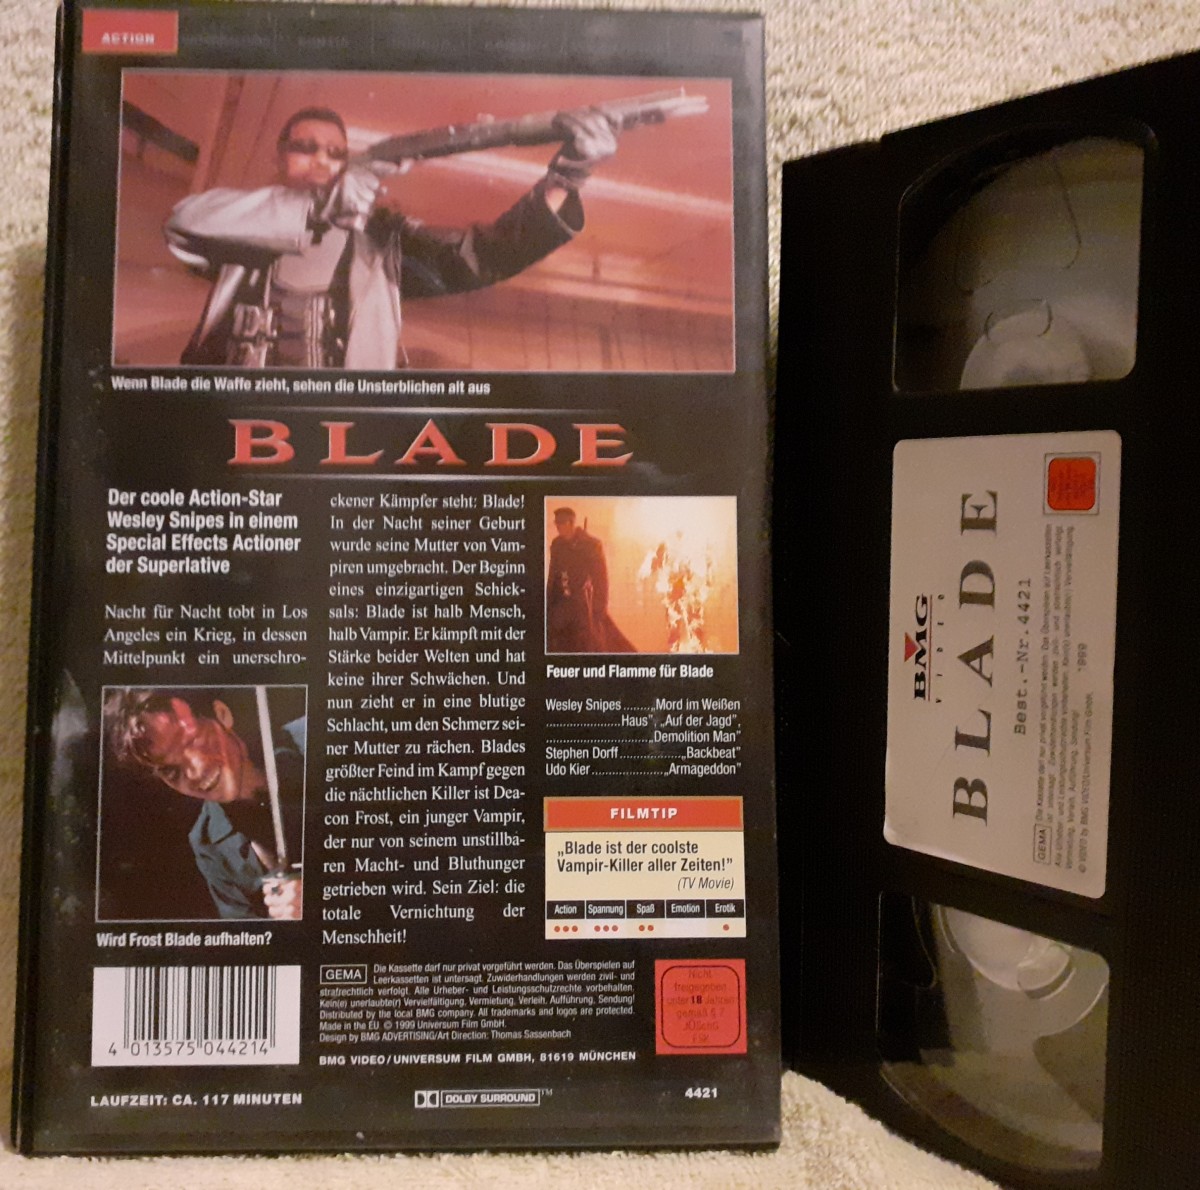 ACTION
Wenn Blade die Waffe zieht, sehen die Unsterblichen alt aus
BLADE
Der coole Action-Star
Wesley Snipes in einem
Special Effects Actioner
der Superlative
Nacht für Nacht tobt in Los
Angeles ein Krieg, in dessen
Mittelpunkt ein unerschro-
Wird Frost Blade aufhalten?
ckener Kämpfer steht: Blade!
In der Nacht seiner Geburt
wurde seine Mutter von Vam-
piren umgebracht. Der Beginn
eines einzigartigen Schick-
sals: Blade ist halb Mensch,
halb Vampir. Er kämpft mit der
Stärke beider Welten und hat
keine ihrer Schwächen. Und
nun zieht er in eine blutige
Schlacht, um den Schmerz sei-
ner Mutter zu rächen. Blades
größter Feind im Kampf gegen
die nächtlichen Killer ist Dea-
con Frost, ein junger Vampir,
der nur von seinem unstillba-
ren Macht- und Bluthunger
getrieben wird. Sein Ziel: die
totale Vernichtung der
Menschheit!
Feuer und Flamme für Blade
Wesley Snipes ........„Mord im Weißen
......................Haus", „Auf der Jagd",
..............................„Demolition Man"
Stephen Dorff..................„Backbeat"
Udo Kier.......................„Armageddon"
FILMTIP
„Blade ist der coolste
Vampir-Killer aller Zeiten!"
(TV Movie)
Action Spannung Spaß Emotion Erotik
4 013575 044214
GEMA
Die Kassette darf nur privat vorgeführt werden. Das Überspielen auf
Leerkassetten ist untersagt. Zuwiderhandlungen werden zivil- und
strafrechtlich verfolgt. Alle Urheber- und Leistungsschutzrechte vorbehalten.
Kein(e) unerlaubte(r) Vervielfältigung, Vermietung, Verleih, Aufführung, Sendung!
Distributed by the local BMG company. All trademarks and logos are protected.
Made in the EU. © 1999 Universum Film GmbH.
Design by BMG ADVERTISING/Art Direction: Thomas Sassenbach
BMG VIDEO/UNIVERSUM FILM GMBH, 81619 MÜNCHEN
Nicht
freigegeben
unter 18 Jahren
gemäß § 7
JÖSchG
FSK
LAUFZEIT: CA. 117 MINUTEN
DOLBY SURROUND™
4421
BMG
VIDEO
BLADE
Best.-Nr.4421
1999
GEMA